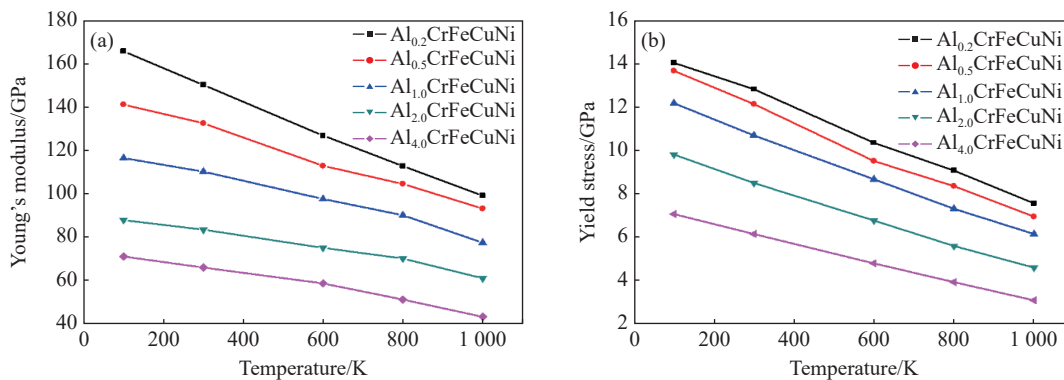 180
160
140
120
100
80
60
40
Young's modulus/GPa
(a)
Al0.2CrFeCuNi
Al0.5CrFeCuNi
Al1.0CrFeCuNi
Al2.0CrFeCuNi
Al4.0CrFeCuNi
0 200 400 600 800 1 000
Temperature/K
16
14
12
10
8
6
4
2
Yield stress/GPa
(b)
Al0.2CrFeCuNi
Al0.5CrFeCuNi
Al1.0CrFeCuNi
Al2.0CrFeCuNi
Al4.0CrFeCuNi
0 200 400 600 800 1 000
Temperature/K